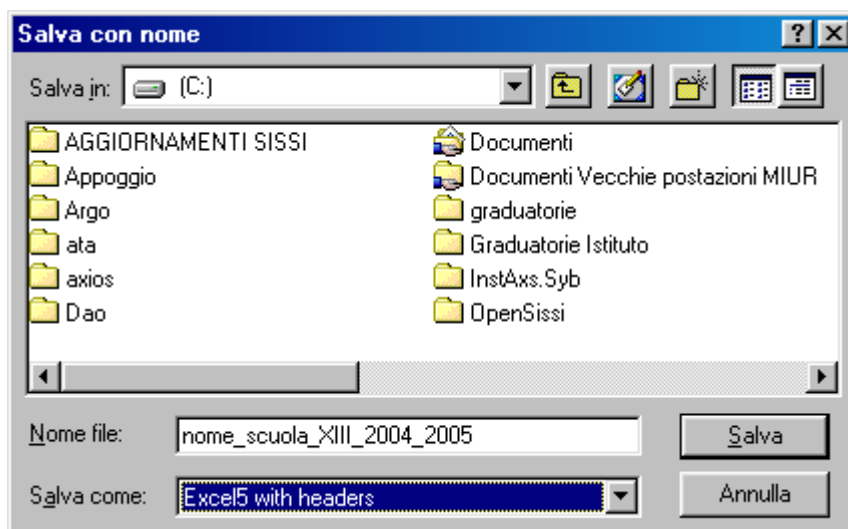 Salva con nome
Salva in: (C:)
AGGIORNAMENTI SISSI
Appoggio
Argo
ata
axios
Dao
Documenti
Documenti Vecchie postazioni MIUR
graduatorie
Graduatorie Istituto
InstAxs.Syb
OpenSissi
Nome file: nome_scuola_XIII_2004_2005
Salva
Salva come: Excel5 with headers
Annulla